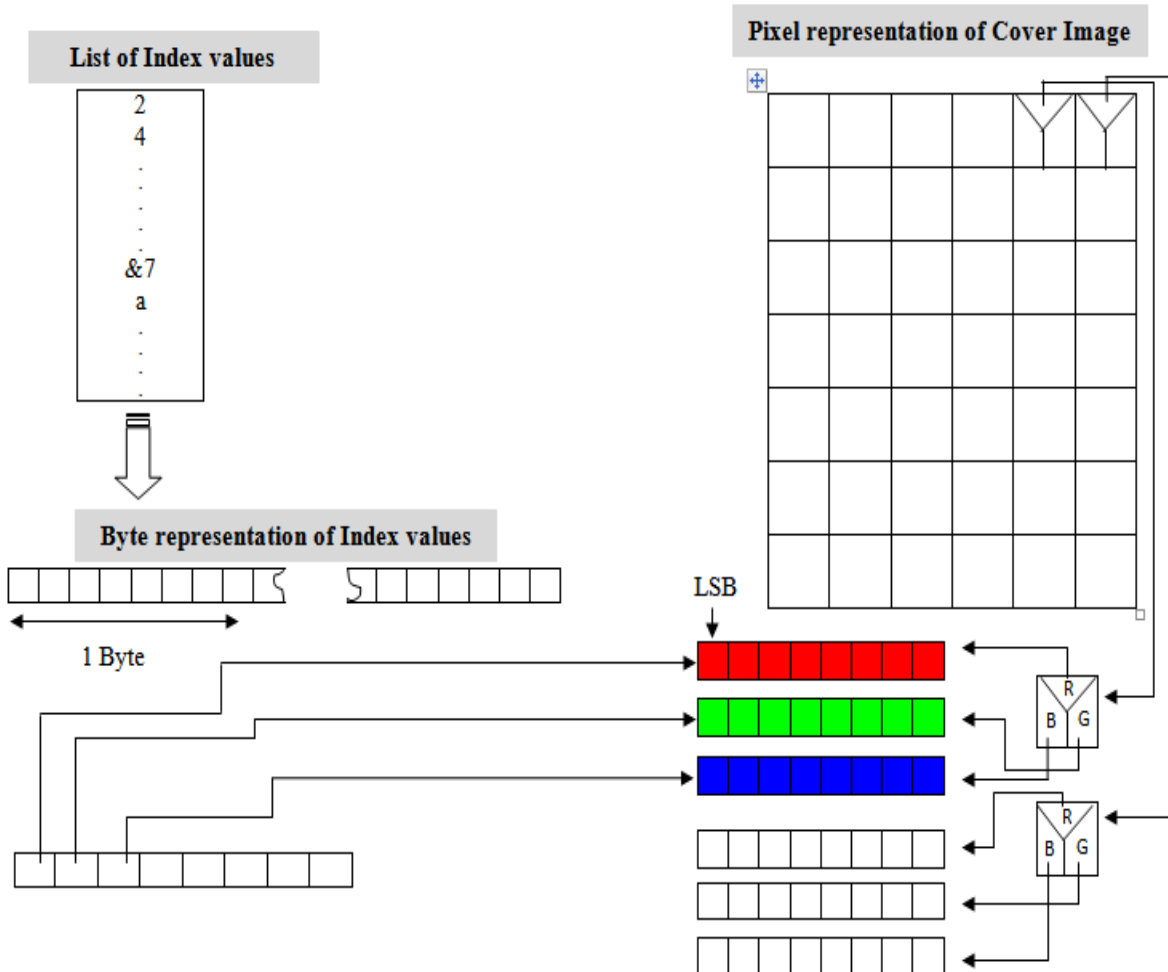 Pixel representation of Cover Image
List of Index values
2
4
.
.
.
.
.
&7
a
.
.
.
.
Byte representation of Index values
LSB
1 Byte
R
B G
R
B G